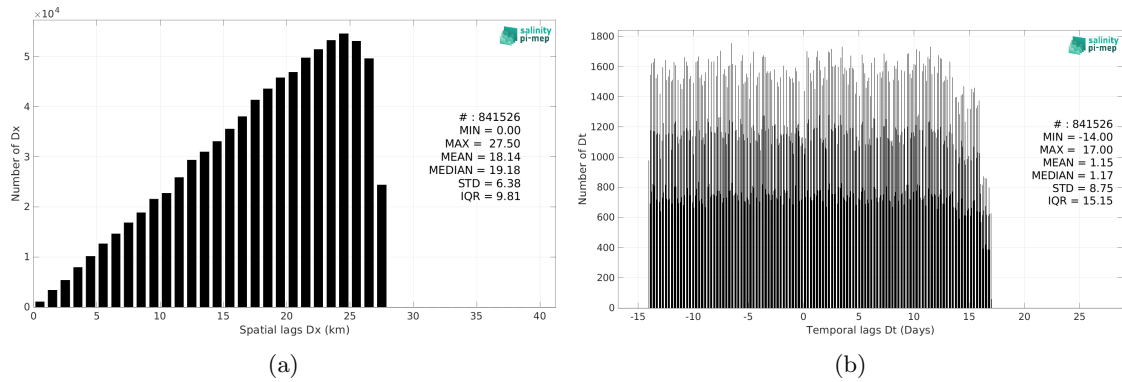 ×10⁴
5
4
3
2
1
0
Number of Dx
0 5 10 15 20 25 30 35 40
Spatial lags Dx (km)
salinity
pi-mep
# : 841526
MIN = 0.00
MAX = 27.50
MEAN = 18.14
MEDIAN = 19.18
STD = 6.38
IQR = 9.81
(a)
1800
1600
1400
1200
1000
800
600
400
200
0
Number of Dt
-15 -10 -5 0 5 10 15 20 25
Temporal lags Dt (Days)
salinity
pi-mep
# : 841526
MIN = -14.00
MAX = 17.00
MEAN = 1.15
MEDIAN = 1.17
STD = 8.75
IQR = 15.15
(b)